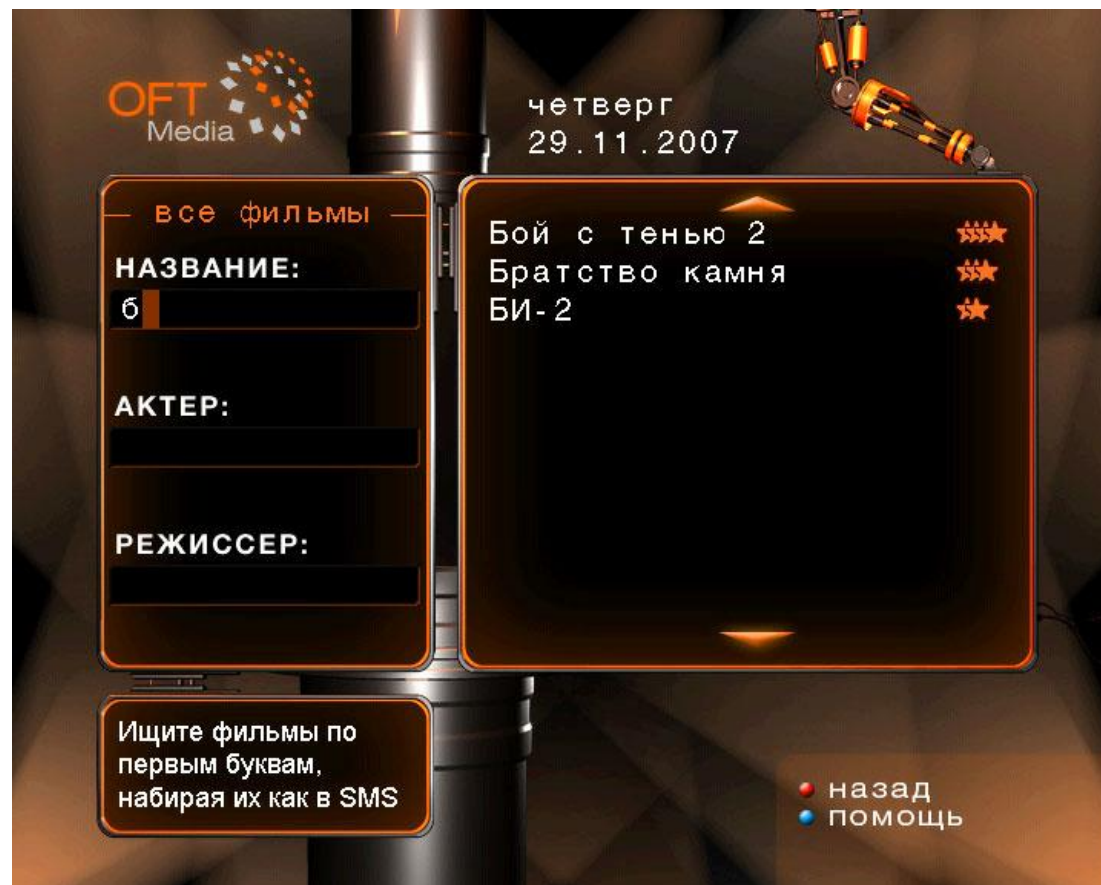 OFT
Media
четверг
29.11.2007
все фильмы
НАЗВАНИЕ:
б
АКТЕР:
РЕЖИССЕР:
Бой с тенью 2
Братство камня
БИ-2
Ищите фильмы по
первым буквам,
набирая их как в SMS
назад
помощь